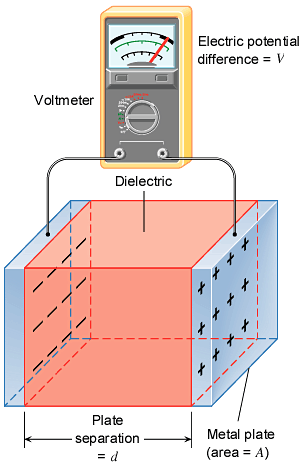 Electric potential
difference = V
Voltmeter
Dielectric
Plate
separation
= d
Metal plate
(area = A)